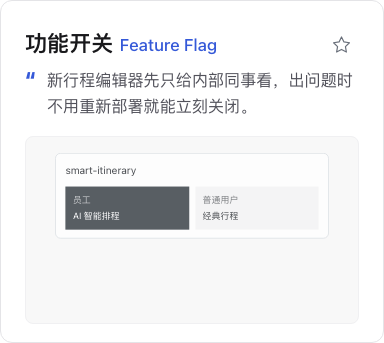 功能开关 Feature Flag
“ 新行程编辑器先只给内部同事看，出问题时
不用重新部署就能立刻关闭。
smart-itinerary
员工
AI 智能排程
普通用户
经典行程